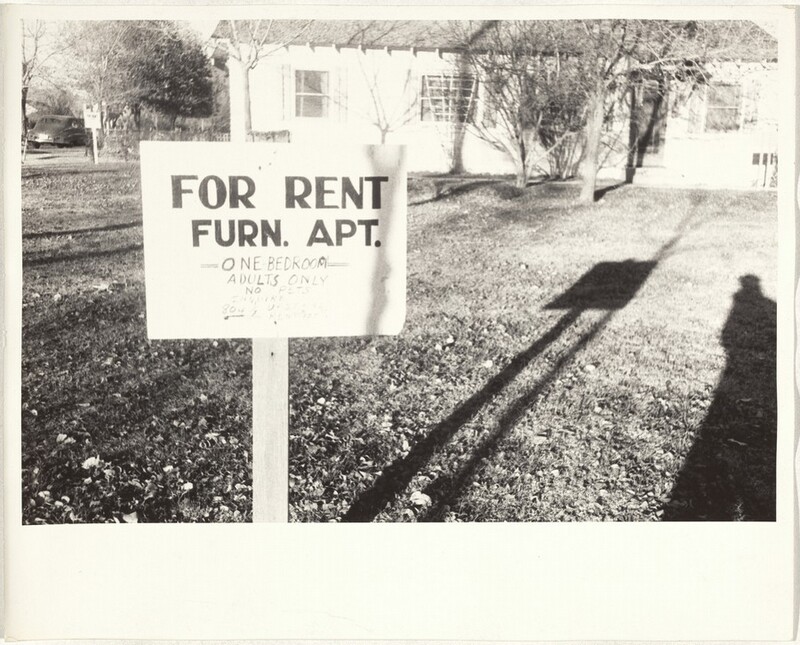 FOR RENT
FURN. APT.
ONE BEDROOM
ADULTS ONLY
NO PETS